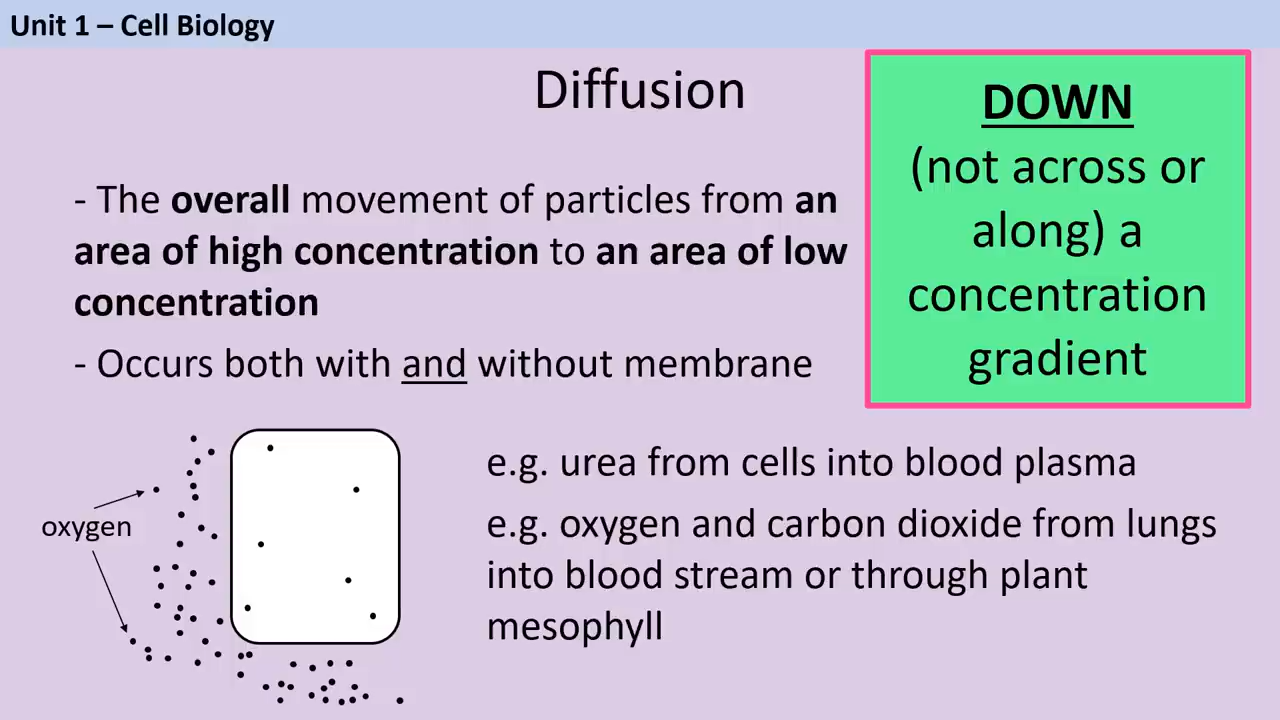 Unit 1 – Cell Biology
Diffusion
- The overall movement of particles from an
area of high concentration to an area of low
concentration
- Occurs both with and without membrane
DOWN
(not across or
along) a
concentration
gradient
oxygen
e.g. urea from cells into blood plasma
e.g. oxygen and carbon dioxide from lungs
into blood stream or through plant
mesophyll